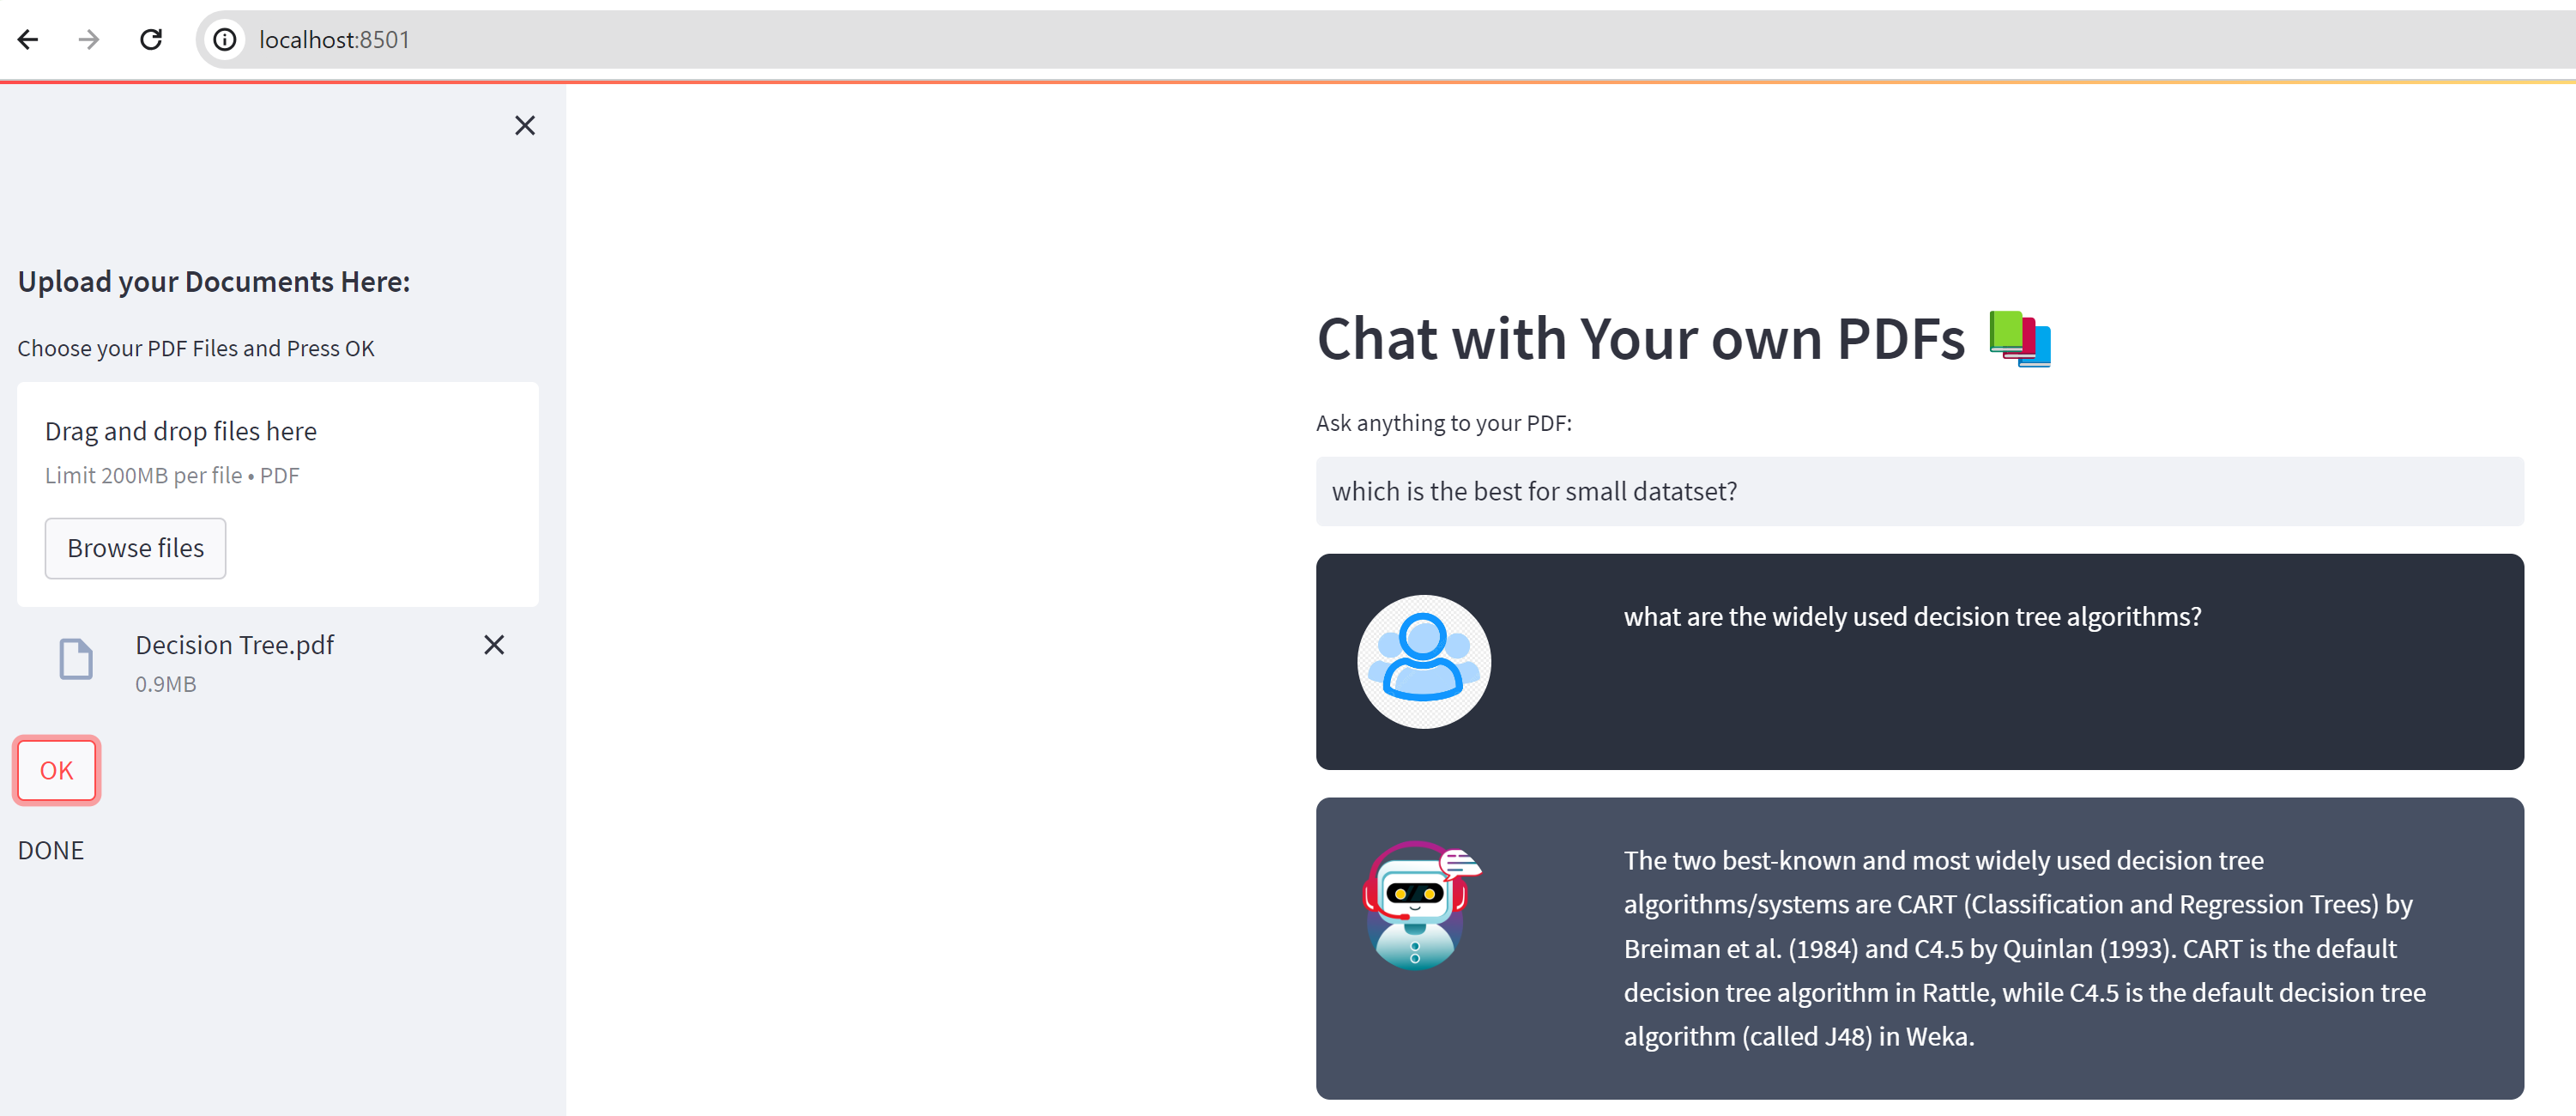 localhost:8501
Upload your Documents Here:
Choose your PDF Files and Press OK
Drag and drop files here
Limit 200MB per file • PDF
Browse files
Decision Tree.pdf
0.9MB
OK
DONE
Chat with Your own PDFs
Ask anything to your PDF:
which is the best for small datatset?
what are the widely used decision tree algorithms?
The two best-known and most widely used decision tree
algorithms/systems are CART (Classification and Regression Trees) by
Breiman et al. (1984) and C4.5 by Quinlan (1993). CART is the default
decision tree algorithm in Rattle, while C4.5 is the default decision tree
algorithm (called J48) in Weka.